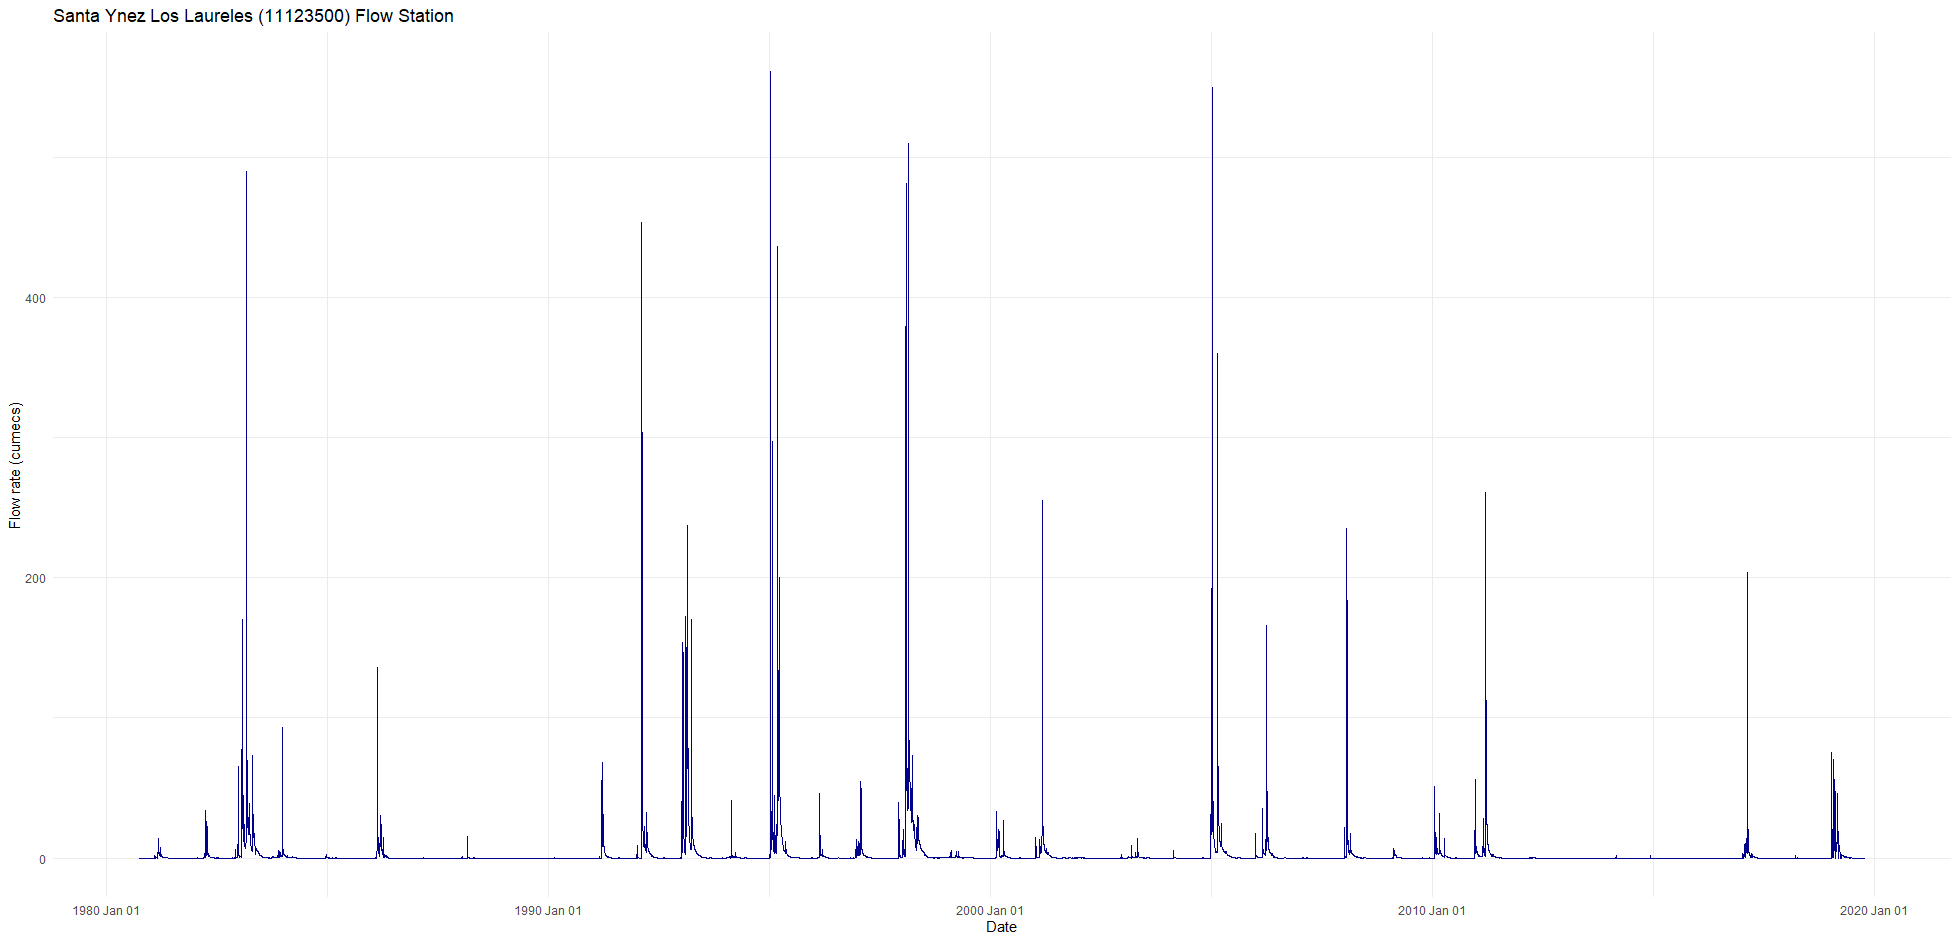 Santa Ynez Los Laureles (11123500) Flow Station
Flow rate (cumecs)
400
200
0
1980 Jan 01
1990 Jan 01
2000 Jan 01
2010 Jan 01
2020 Jan 01
Date